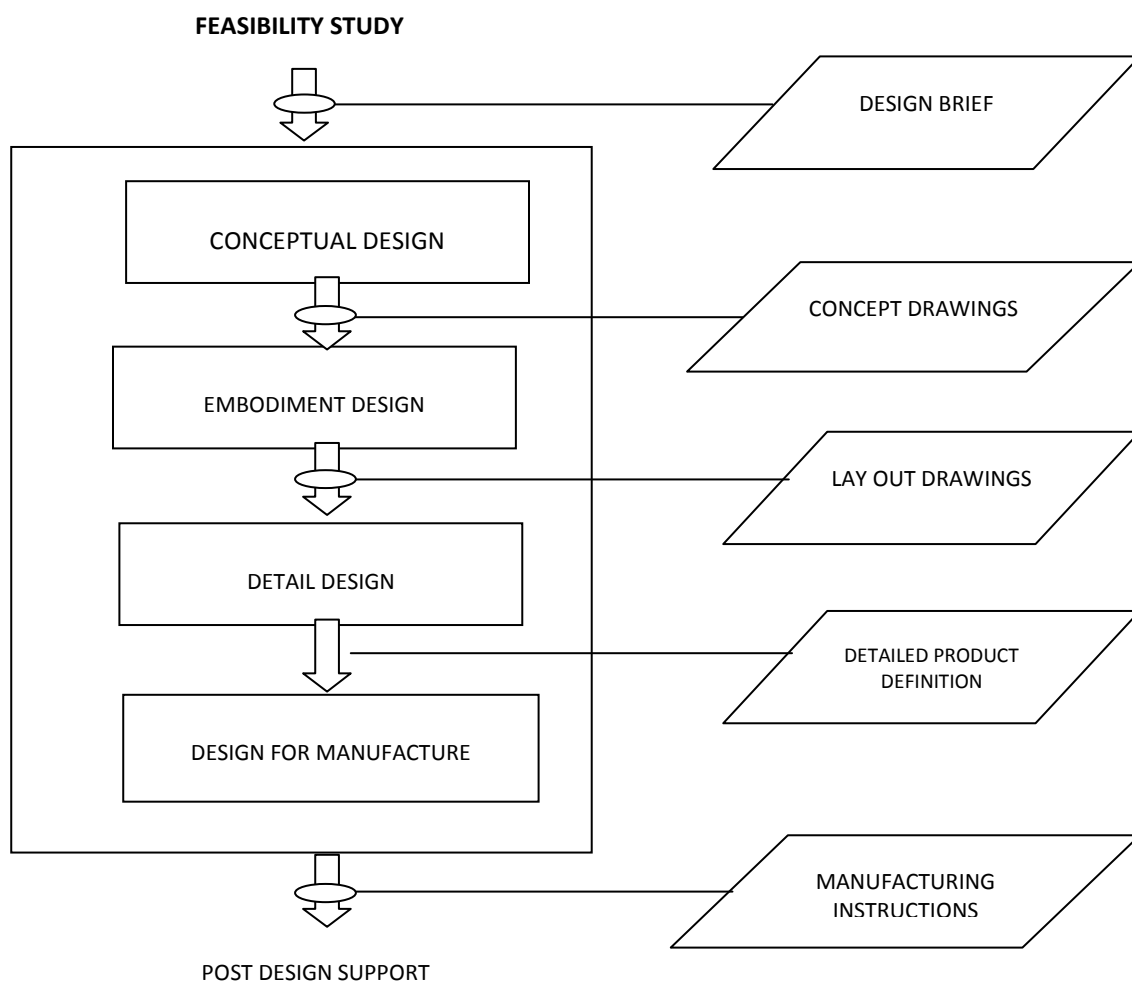 FEASIBILITY STUDY
DESIGN BRIEF
CONCEPTUAL DESIGN
CONCEPT DRAWINGS
EMBODIMENT DESIGN
LAY OUT DRAWINGS
DETAIL DESIGN
DETAILED PRODUCT
DEFINITION
DESIGN FOR MANUFACTURE
MANUFACTURING
INSTRUCTIONS
POST DESIGN SUPPORT